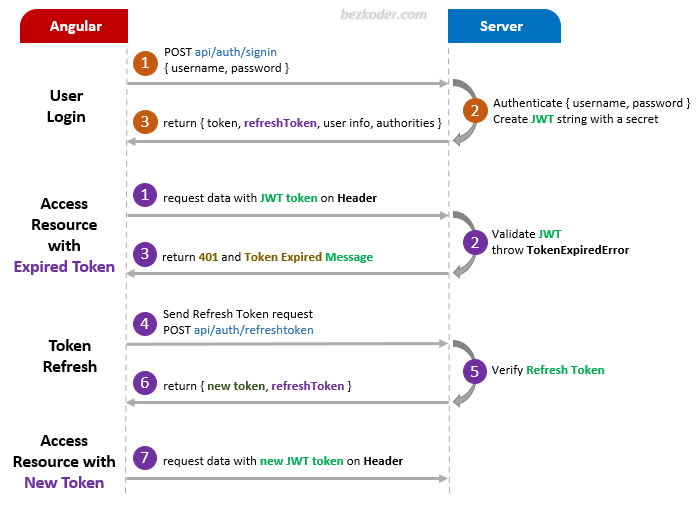 bezkoder.com
Angular
Server
User
Login
1
POST api/auth/signin
{ username, password }
2
Authenticate { username, password }
Create JWT string with a secret
3
return { token, refreshToken, user info, authorities }
Access
Resource
with
Expired Token
1
request data with JWT token on Header
2
Validate JWT
throw TokenExpiredError
3
return 401 and Token Expired Message
Token
Refresh
4
Send Refresh Token request
POST api/auth/refreshtoken
5
Verify Refresh Token
6
return { new token, refreshToken }
Access
Resource with
New Token
7
request data with new JWT token on Header